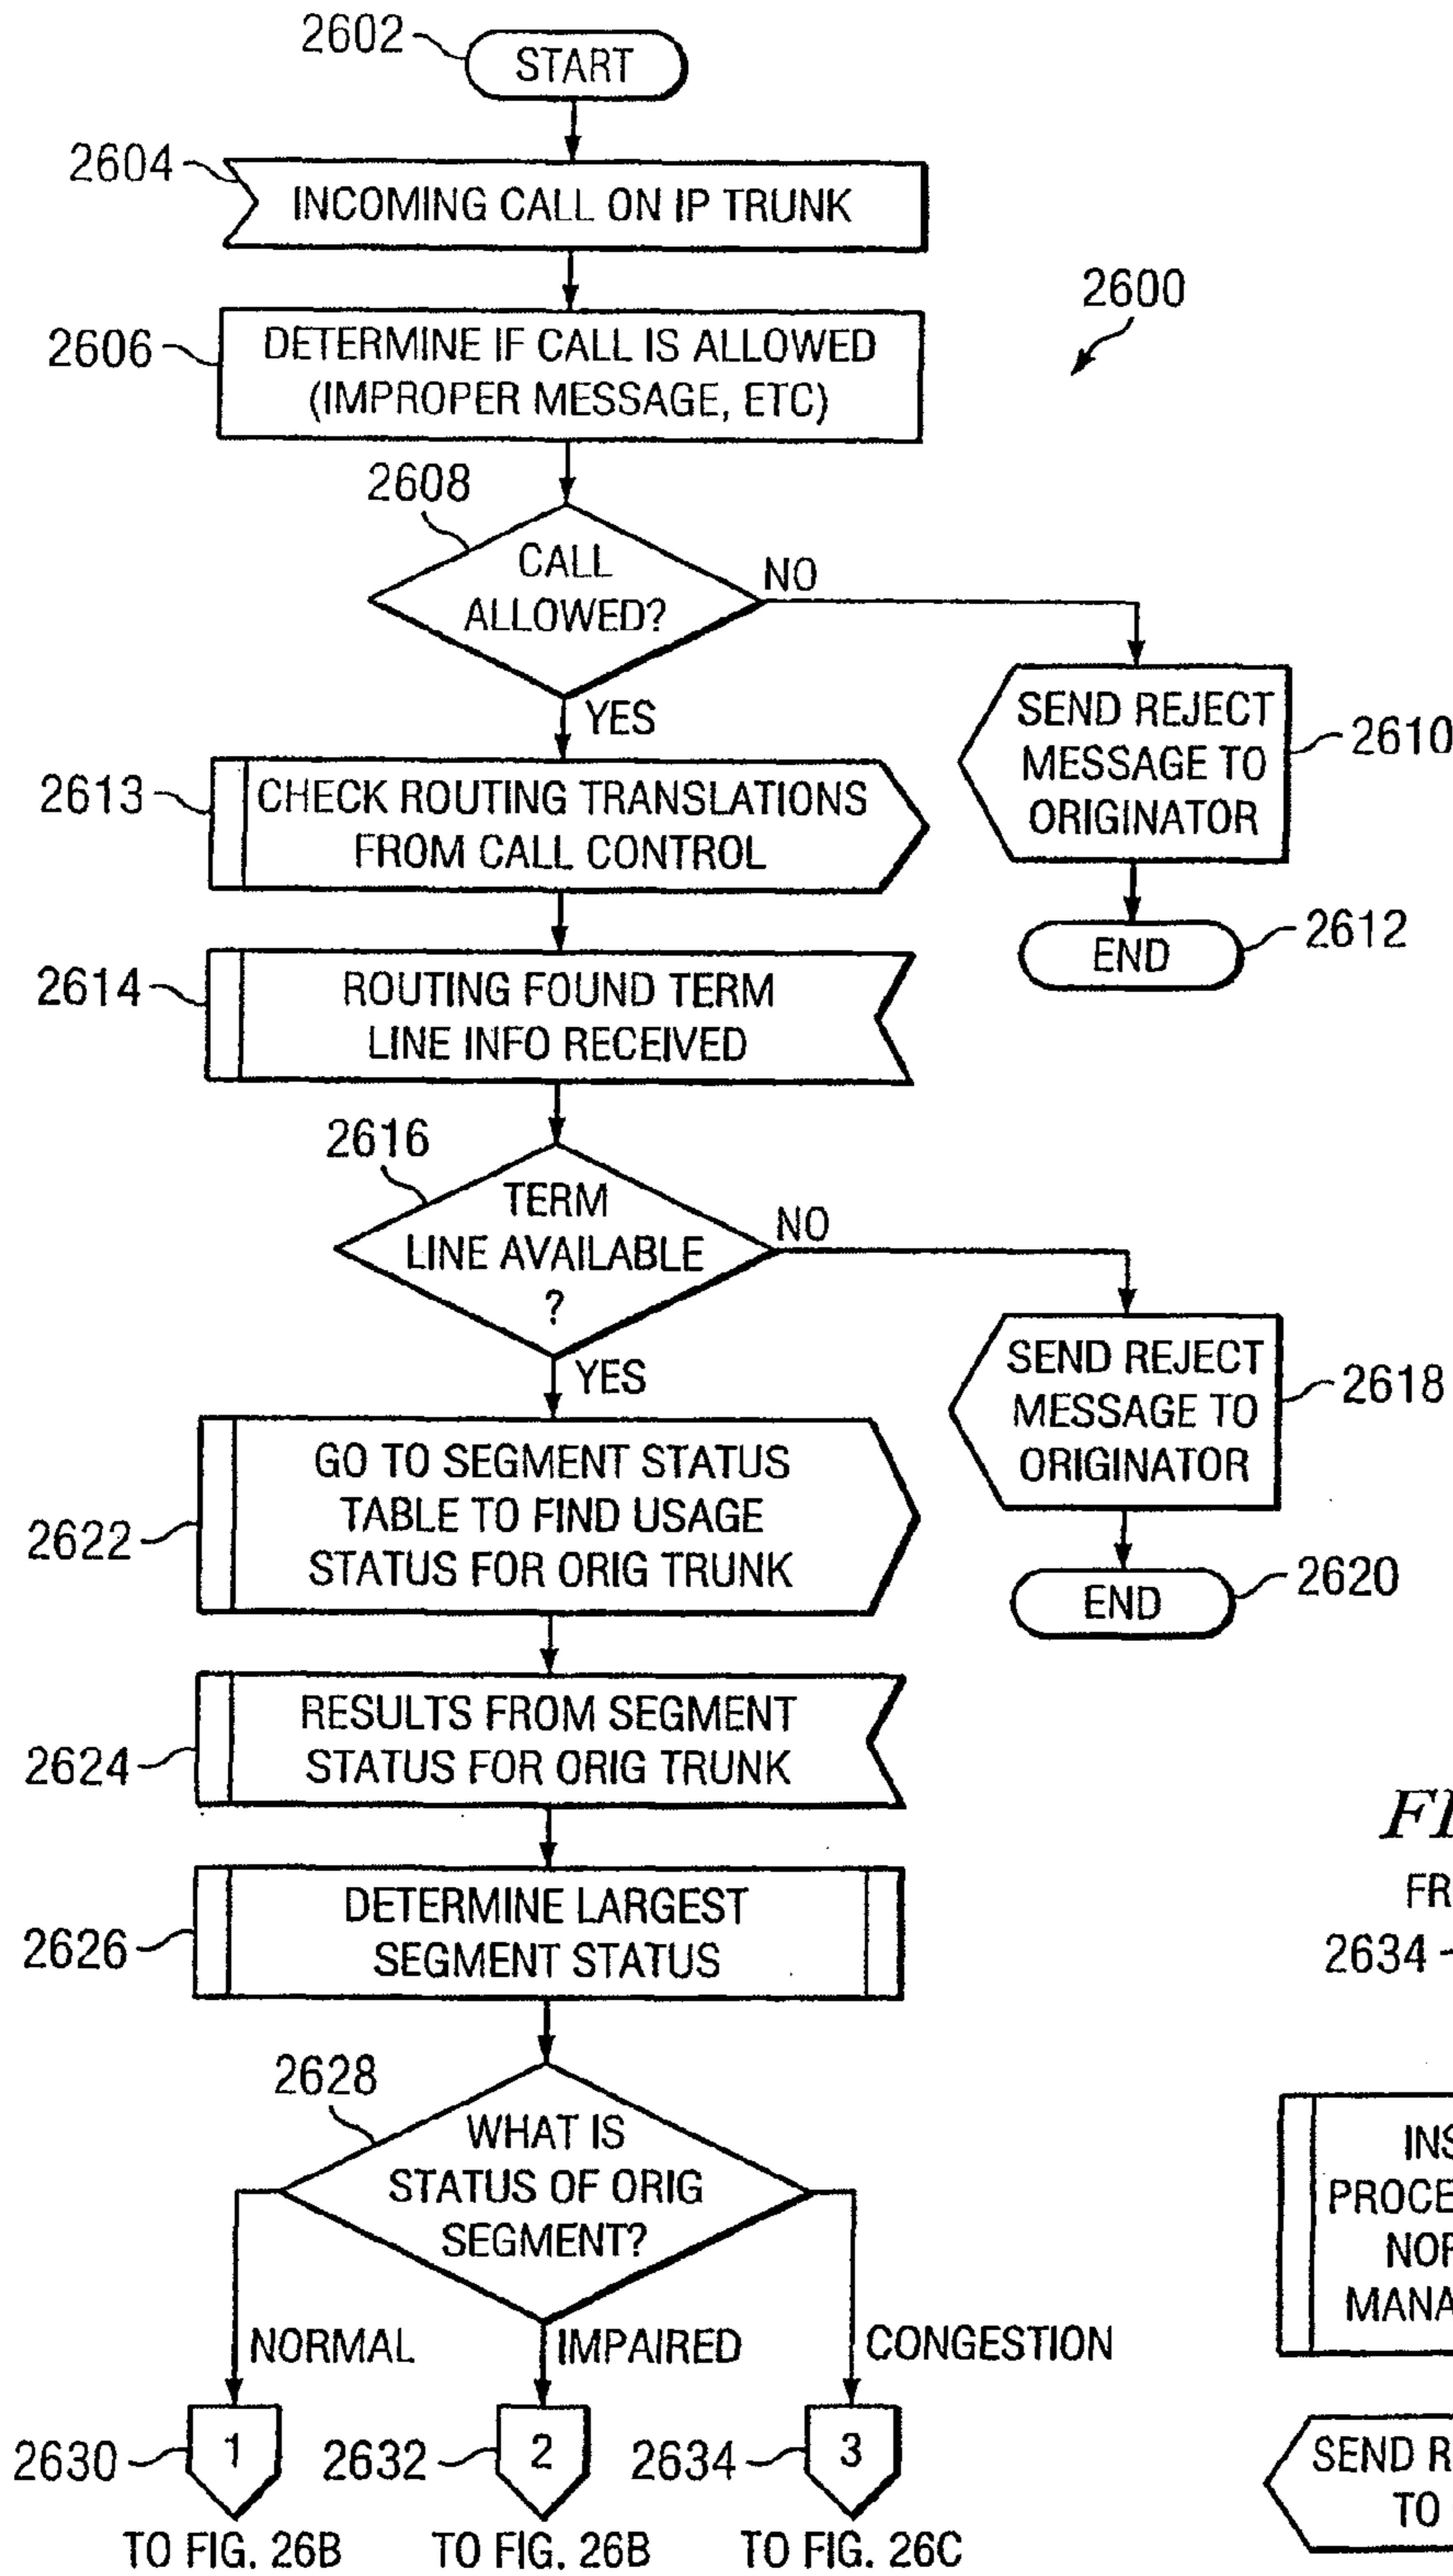 2602
START
2604
INCOMING CALL ON IP TRUNK
2600
2606
DETERMINE IF CALL IS ALLOWED
(IMPROPER MESSAGE, ETC)
2608
CALL
ALLOWED?
NO
YES
SEND REJECT
MESSAGE TO
ORIGINATOR
2610
2613
CHECK ROUTING TRANSLATIONS
FROM CALL CONTROL
END
2612
2614
ROUTING FOUND TERM
LINE INFO RECEIVED
2616
TERM
LINE AVAILABLE
?
NO
YES
SEND REJECT
MESSAGE TO
ORIGINATOR
2618
2622
GO TO SEGMENT STATUS
TABLE TO FIND USAGE
STATUS FOR ORIG TRUNK
END
2620
2624
RESULTS FROM SEGMENT
STATUS FOR ORIG TRUNK
2626
DETERMINE LARGEST
SEGMENT STATUS
2628
WHAT IS
STATUS OF ORIG
SEGMENT?
NORMAL
IMPAIRED
CONGESTION
2630
1
2632
2
2634
3
TO FIG. 26B
TO FIG. 26B
TO FIG. 26C
2634
SEND R
TO